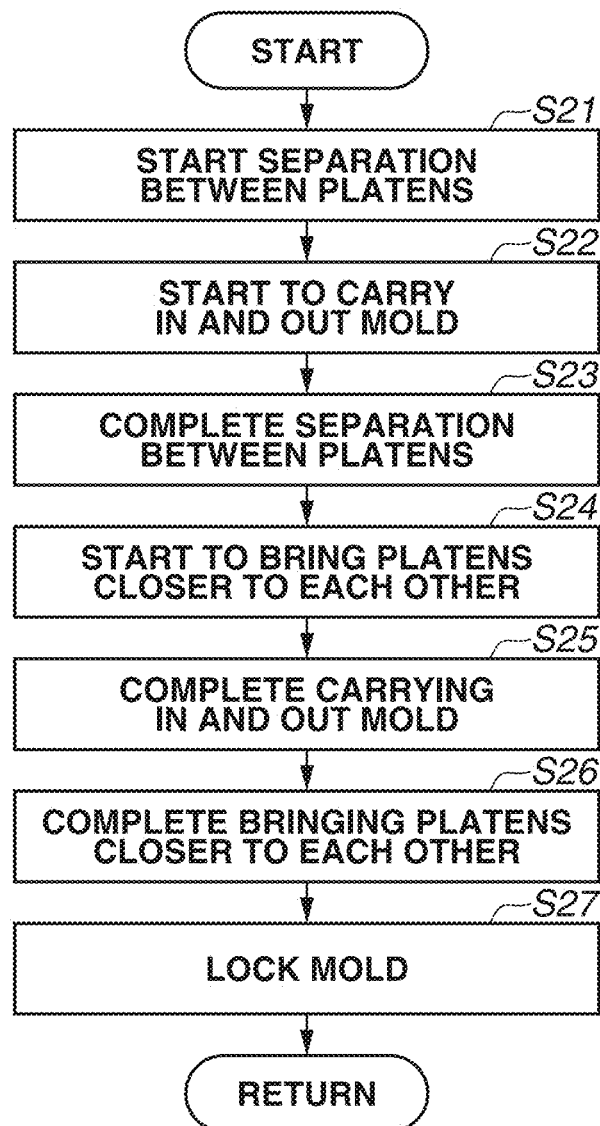 START
S21
START SEPARATION
BETWEEN PLATENS
S22
START TO CARRY
IN AND OUT MOLD
S23
COMPLETE SEPARATION
BETWEEN PLATENS
S24
START TO BRING PLATENS
CLOSER TO EACH OTHER
S25
COMPLETE CARRYING
IN AND OUT MOLD
S26
COMPLETE BRINGING PLATENS
CLOSER TO EACH OTHER
S27
LOCK MOLD
RETURN